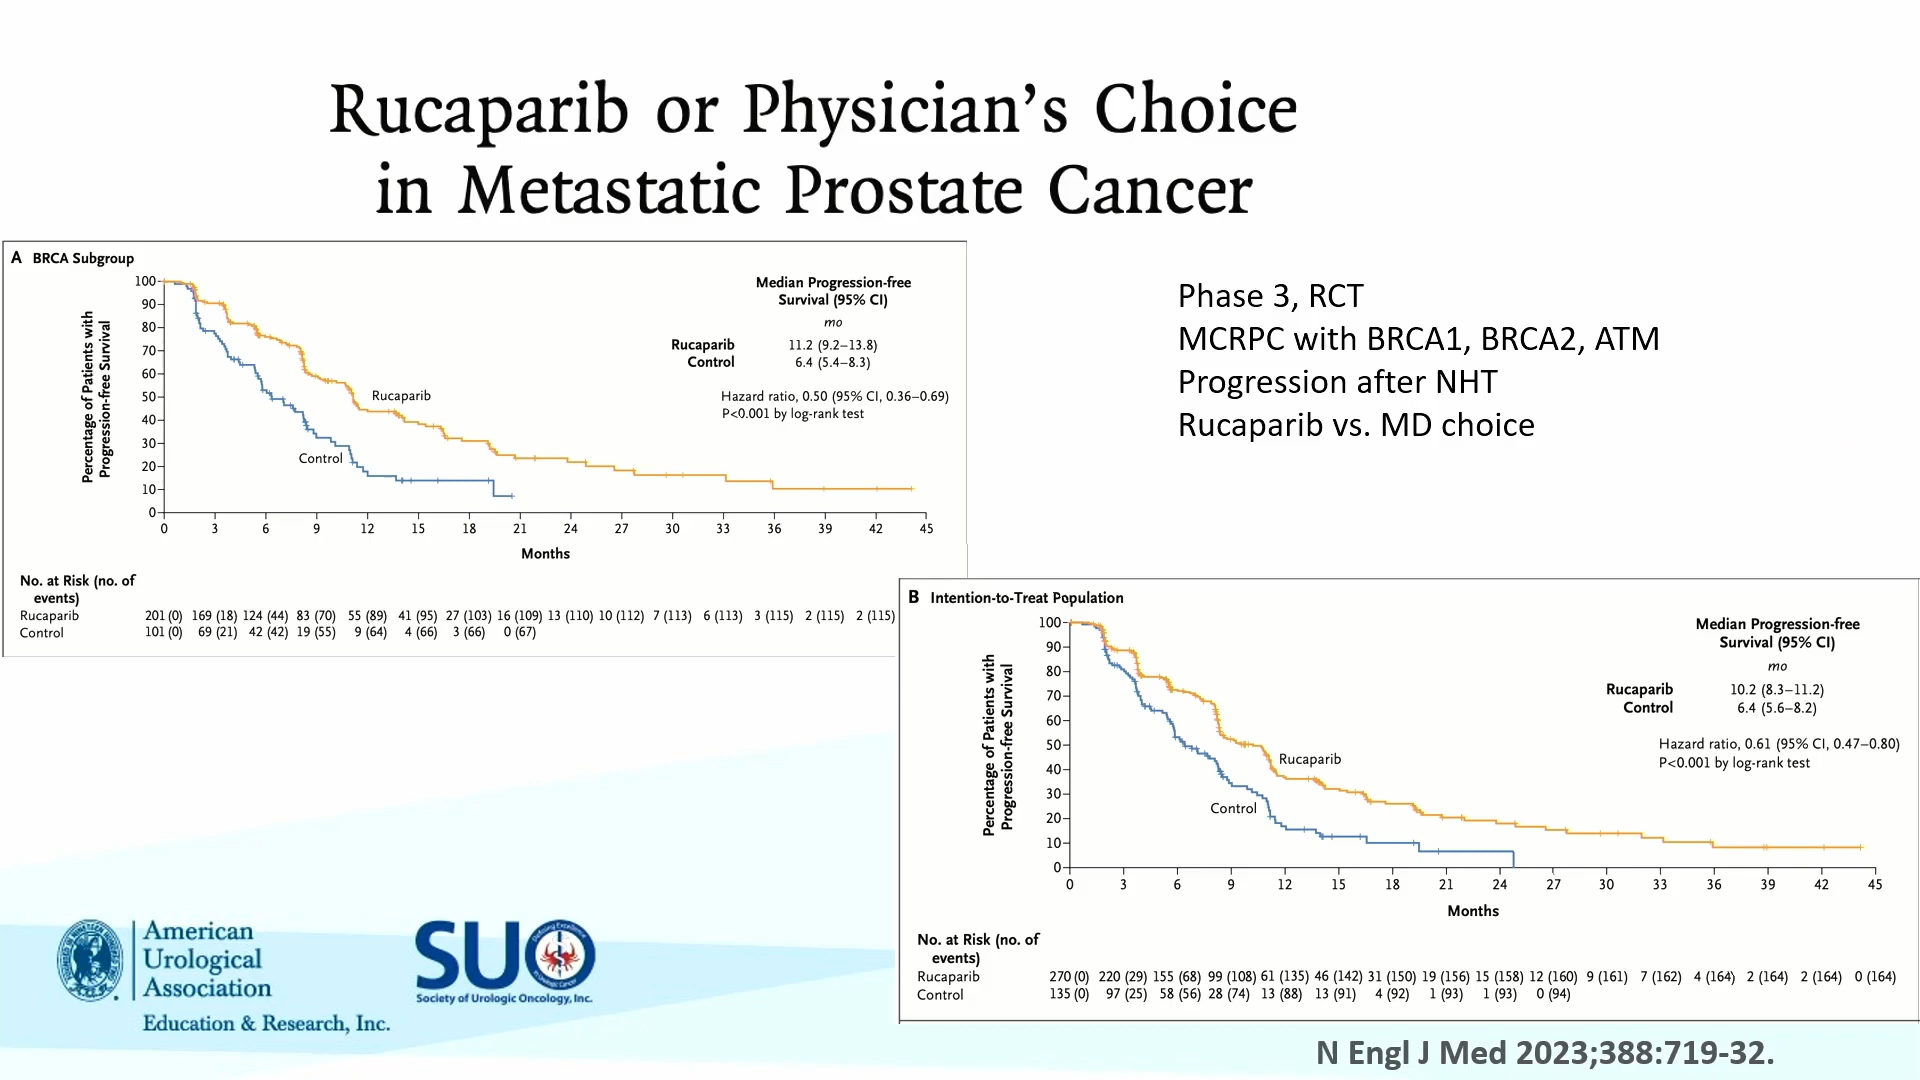 Rucaparib or Physician's Choice
in Metastatic Prostate Cancer
A BRCA Subgroup
Percentage of Patients with
Progression-free Survival
100
90
80
70
60
50
40
30
20
10
0
Rucaparib
Control
Median Progression-free
Survival (95% CI)
mo
Rucaparib 11.2 (9.2–13.8)
Control 6.4 (5.4–8.3)
Hazard ratio, 0.50 (95% CI, 0.36–0.69)
P<0.001 by log-rank test
0 3 6 9 12 15 18 21 24 27 30 33 36 39 42 45
Months
No. at Risk (no. of
events)
Rucaparib 201 (0) 169 (18) 124 (44) 83 (70) 55 (89) 41 (95) 27 (103) 16 (109) 13 (110) 10 (112) 7 (113) 6 (113) 3 (115) 2 (115) 2 (115)
Control 101 (0) 69 (21) 42 (42) 19 (55) 9 (64) 4 (66) 3 (66) 0 (67)
Phase 3, RCT
MCRPC with BRCA1, BRCA2, ATM
Progression after NHT
Rucaparib vs. MD choice
B Intention-to-Treat Population
Percentage of Patients with
Progression-free Survival
100
90
80
70
60
50
40
30
20
10
0
Rucaparib
Control
Median Progression-free
Survival (95% CI)
mo
Rucaparib 10.2 (8.3–11.2)
Control 6.4 (5.6–8.2)
Hazard ratio, 0.61 (95% CI, 0.47–0.80)
P<0.001 by log-rank test
0 3 6 9 12 15 18 21 24 27 30 33 36 39 42 45
Months
No. at Risk (no. of
events)
Rucaparib 270 (0) 220 (29) 155 (68) 99 (108) 61 (135) 46 (142) 31 (150) 19 (156) 15 (158) 12 (160) 9 (161) 7 (162) 4 (164) 2 (164) 2 (164) 0 (164)
Control 135 (0) 97 (25) 58 (56) 28 (74) 13 (88) 13 (91) 4 (92) 1 (93) 1 (93) 0 (94)
American
Urological
Association
Education & Research, Inc.
SUO
Society of Urologic Oncology, Inc.
N Engl J Med 2023;388:719-32.